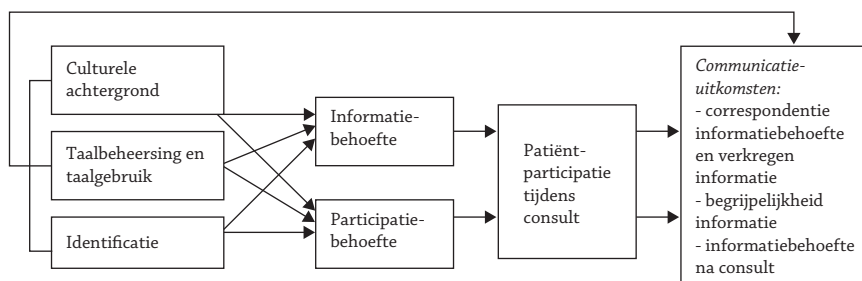 Culturele
achtergrond
Taalbeheersing en
taalgebruik
Identificatie
Informatie-
behoefte
Participatie-
behoefte
Patiënt-
participatie
tijdens
consult
Communicatie-
uitkomsten:
- correspondentie
informatiebehoefte
en verkregen
informatie
- begrijpelijkheid
informatie
- informatiebehoefte
na consult